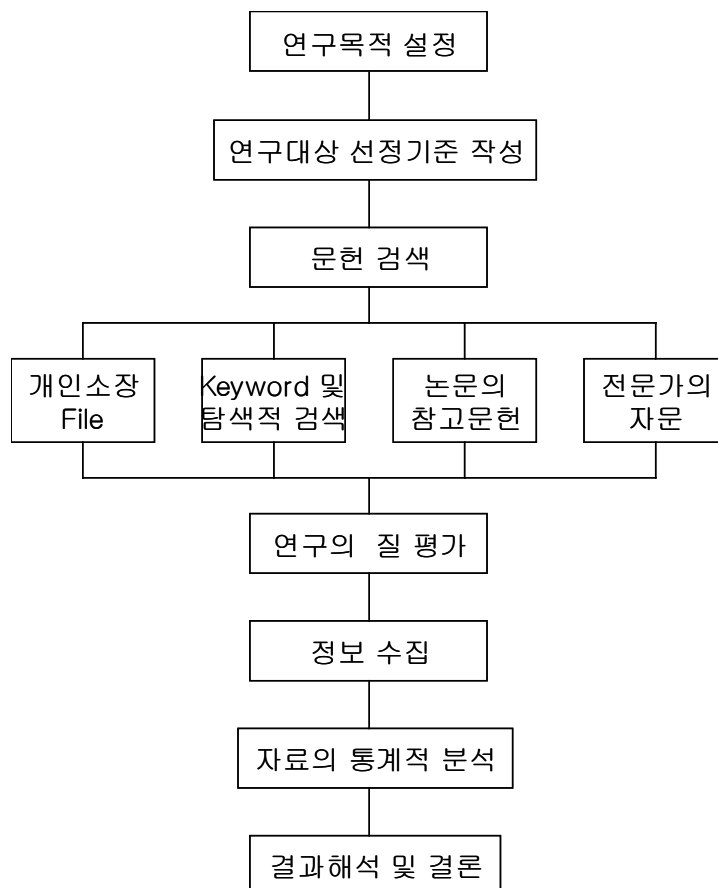 연구목적 설정
연구대상 선정기준 작성
문헌 검색
개인소장
File
Keyword 및
탐색적 검색
논문의
참고문헌
전문가의
자문
연구의 질 평가
정보 수집
자료의 통계적 분석
결과해석 및 결론